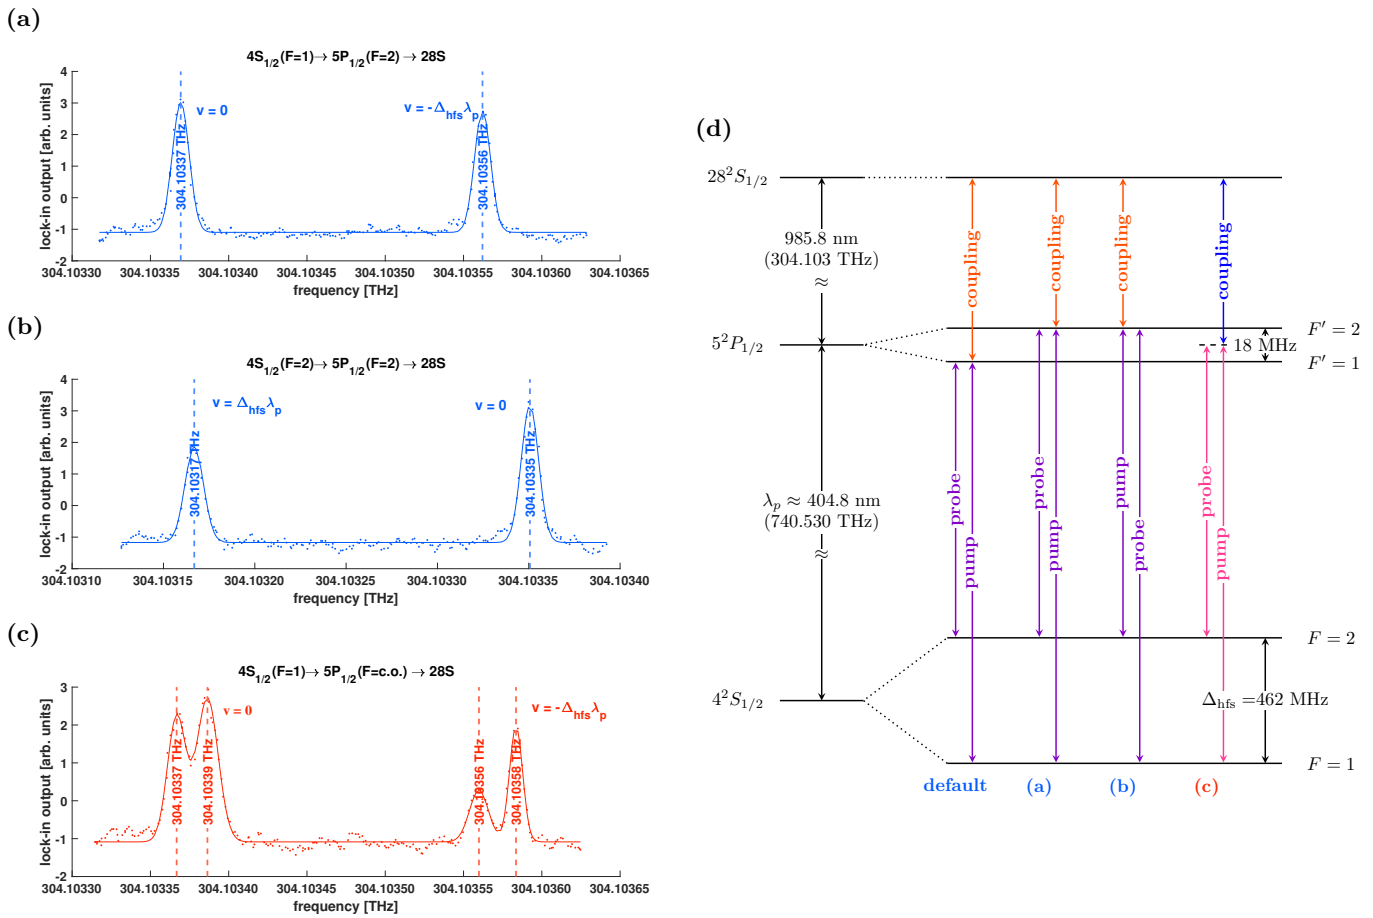 (a)
4S1/2(F=1)→ 5P1/2(F=2) → 28S
lock-in output [arb. units]
4
3
2
1
0
-1
-2
v = 0
v = -Δhfsλp
304.10337 THz
304.10356 THz
304.10330 304.10335 304.10340 304.10345 304.10350 304.10355 304.10360 304.10365
frequency [THz]
(b)
4S1/2(F=2)→ 5P1/2(F=2) → 28S
lock-in output [arb. units]
4
3
2
1
0
-1
-2
v = Δhfsλp
v = 0
304.10317 THz
304.10335 THz
304.10310 304.10315 304.10320 304.10325 304.10330 304.10335 304.10340
frequency [THz]
(c)
4S1/2(F=1)→ 5P1/2(F=c.o.) → 28S
lock-in output [arb. units]
3
2
1
0
-1
-2
v = 0
v = -Δhfsλp
304.10337 THz
304.10339 THz
304.10356 THz
304.10358 THz
304.10330 304.10335 304.10340 304.10345 304.10350 304.10355 304.10360 304.10365
frequency [THz]
(d)
28²S1/2
985.8 nm
(304.103 THz)
≈
coupling
coupling
coupling
coupling
5²P1/2
F′ = 2
18 MHz
F′ = 1
λp ≈ 404.8 nm
(740.530 THz)
≈
probe
pump
probe
pump
pump
probe
probe
pump
4²S1/2
F = 2
Δhfs =462 MHz
F = 1
default (a) (b) (c)